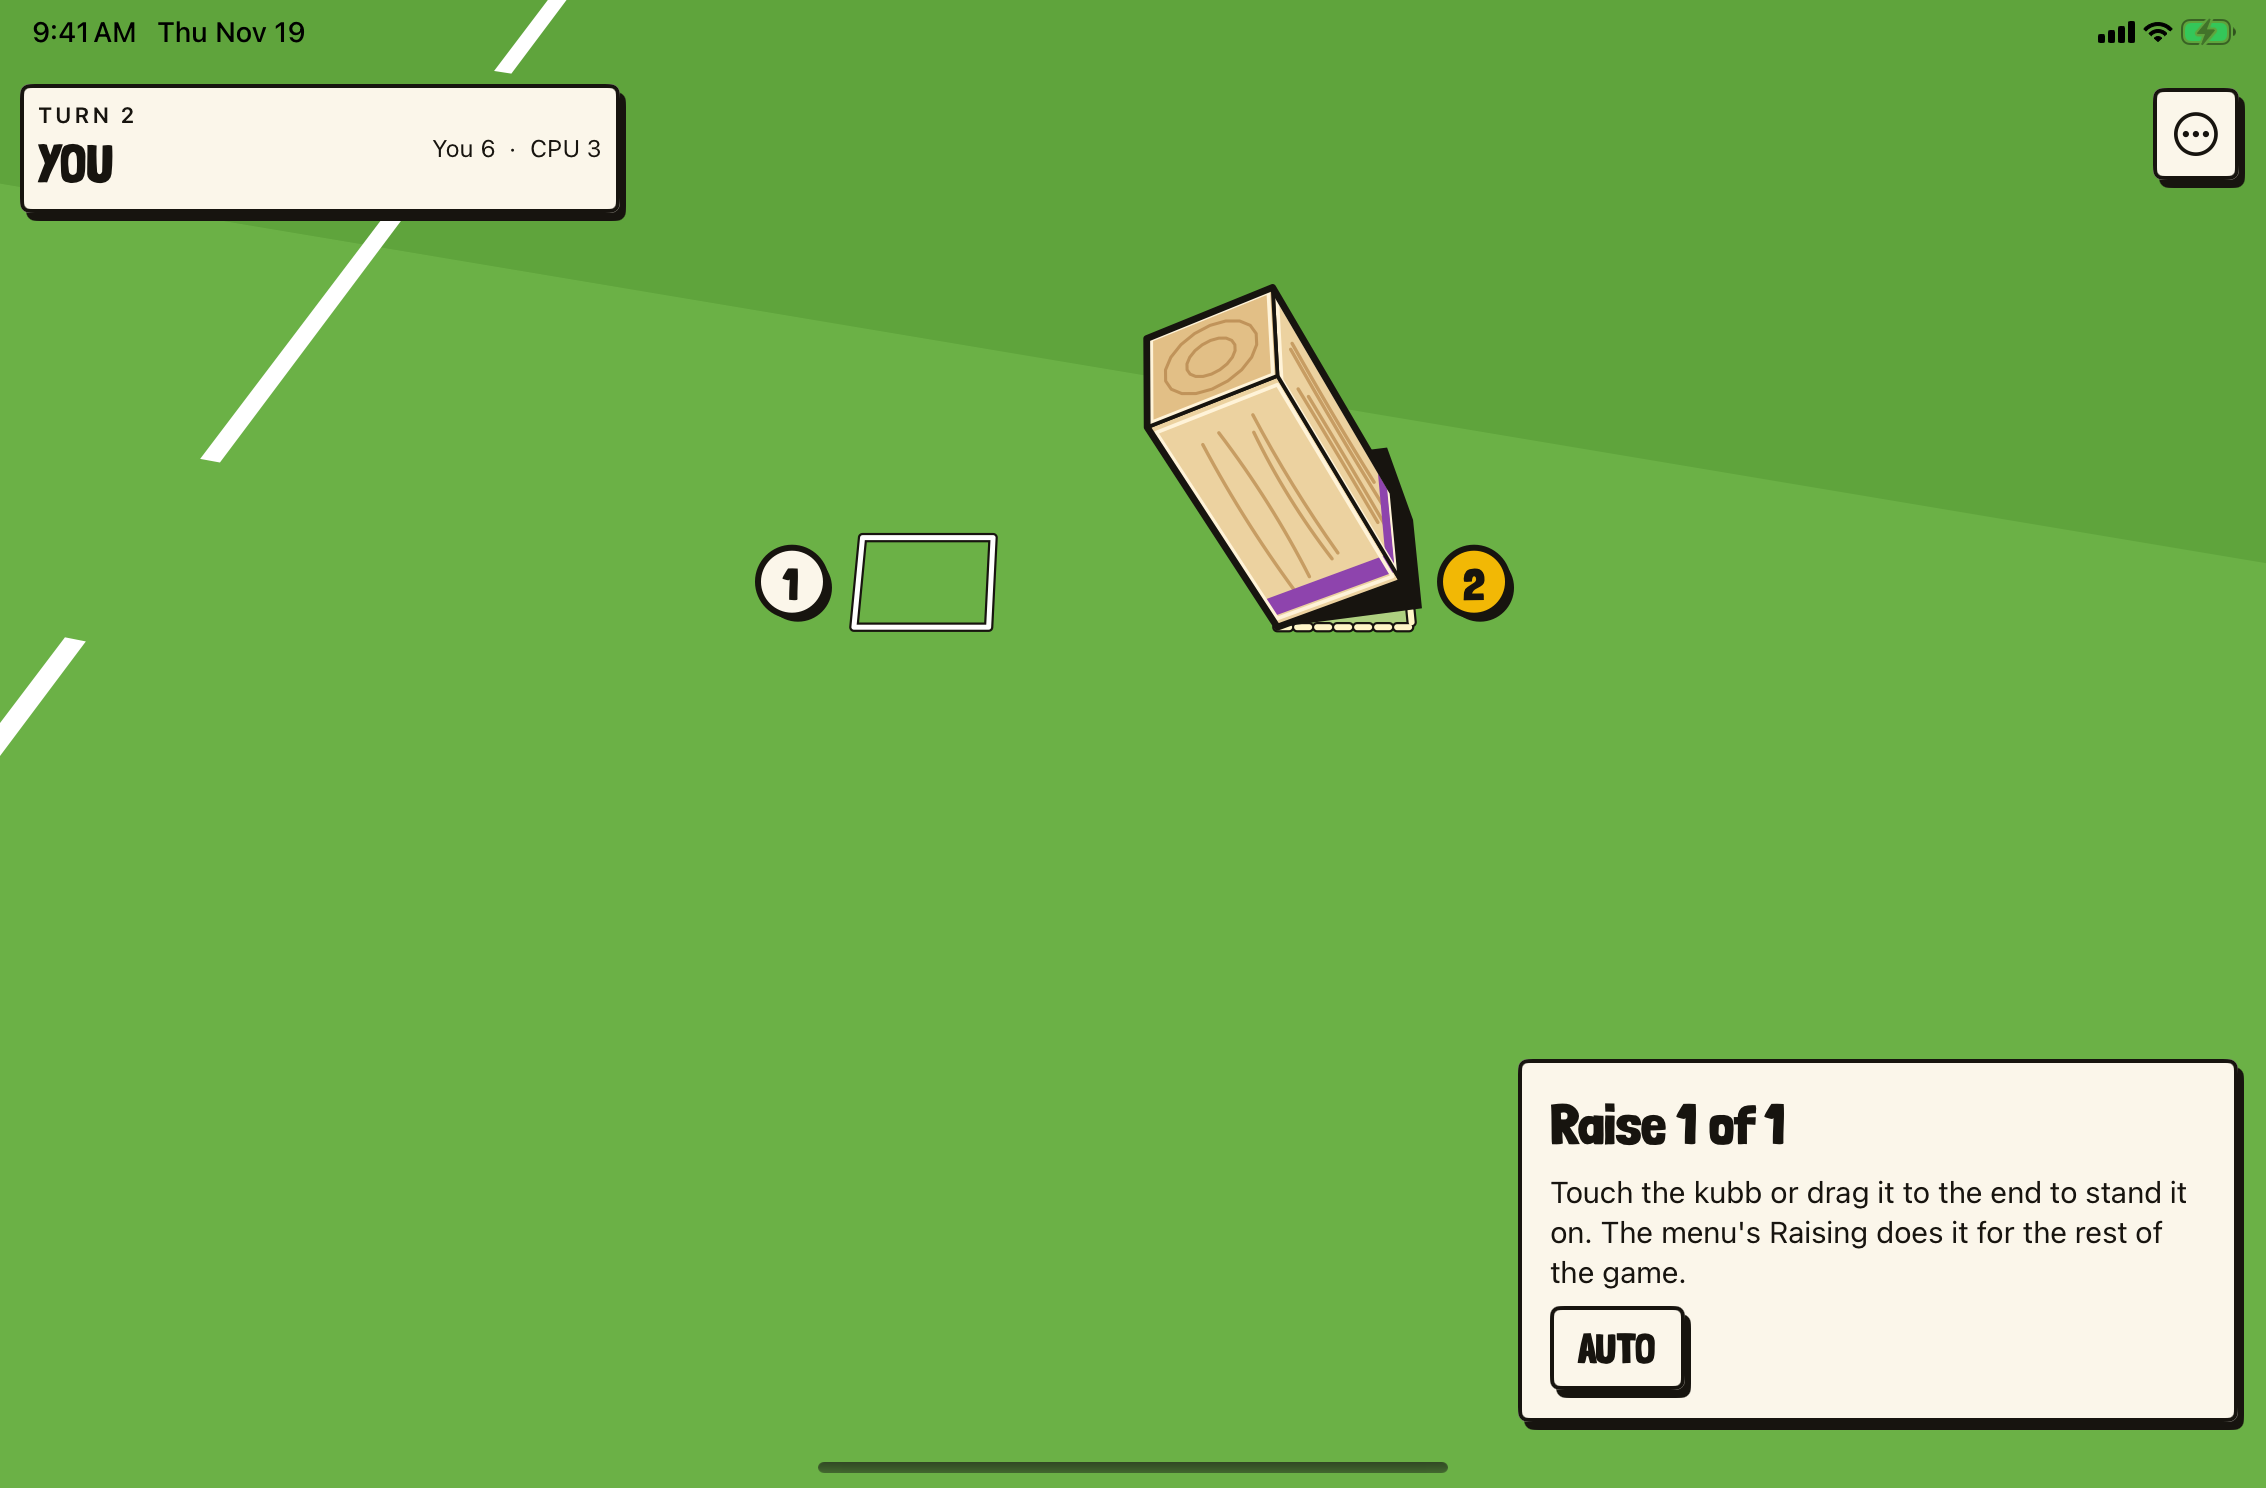 9:41 AM Thu Nov 19
TURN 2
YOU
You 6 · CPU 3
1
2
Raise 1 of 1
Touch the kubb or drag it to the end to stand it
on. The menu's Raising does it for the rest of
the game.
AUTO